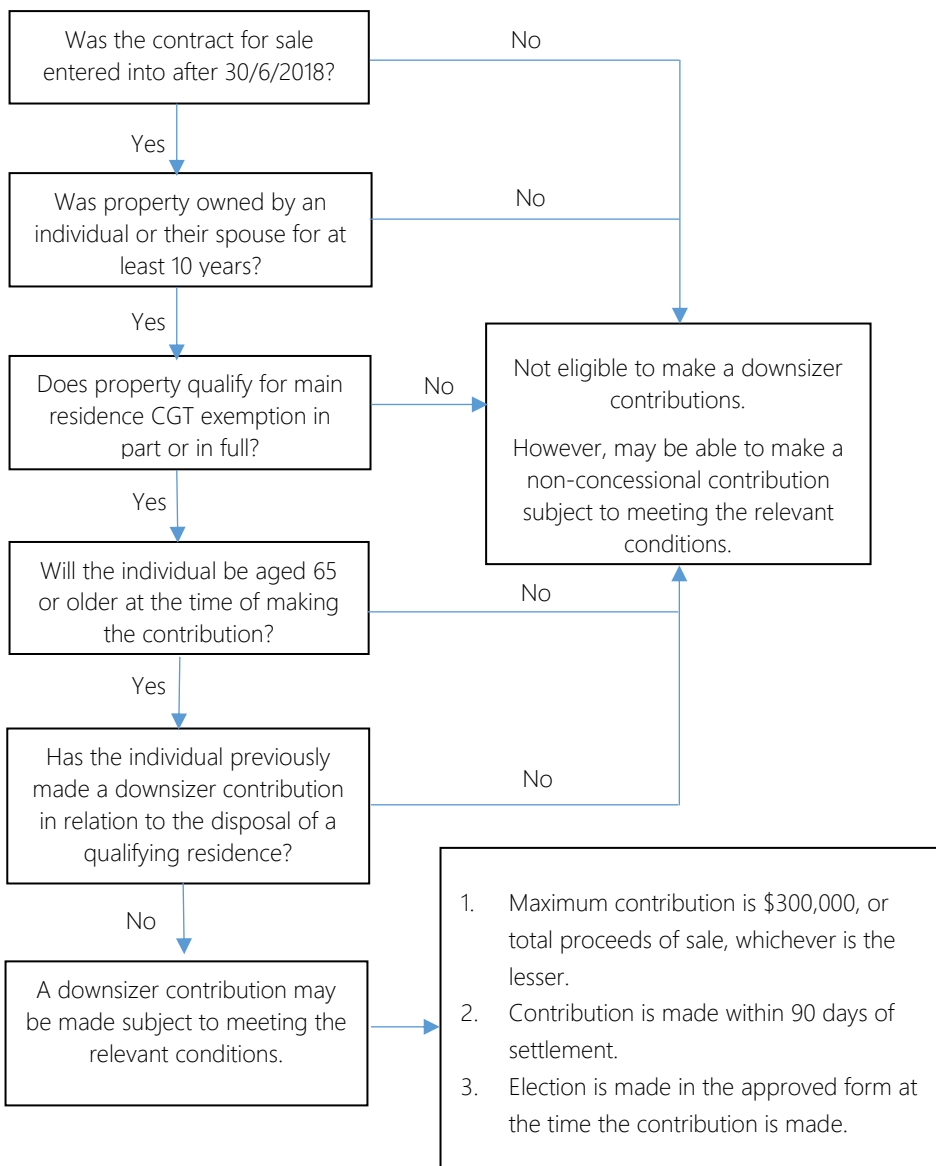 Was the contract for sale
entered into after 30/6/2018?
No
Yes
Was property owned by an
individual or their spouse for at
least 10 years?
No
Yes
Does property qualify for main
residence CGT exemption in
part or in full?
No
Not eligible to make a downsizer
contributions.
However, may be able to make a
non-concessional contribution
subject to meeting the relevant
conditions.
Yes
Will the individual be aged 65
or older at the time of making
the contribution?
No
Yes
Has the individual previously
made a downsizer contribution
in relation to the disposal of a
qualifying residence?
No
No
A downsizer contribution may
be made subject to meeting the
relevant conditions.
1. Maximum contribution is $300,000, or
total proceeds of sale, whichever is the
lesser.
2. Contribution is made within 90 days of
settlement.
3. Election is made in the approved form at
the time the contribution is made.